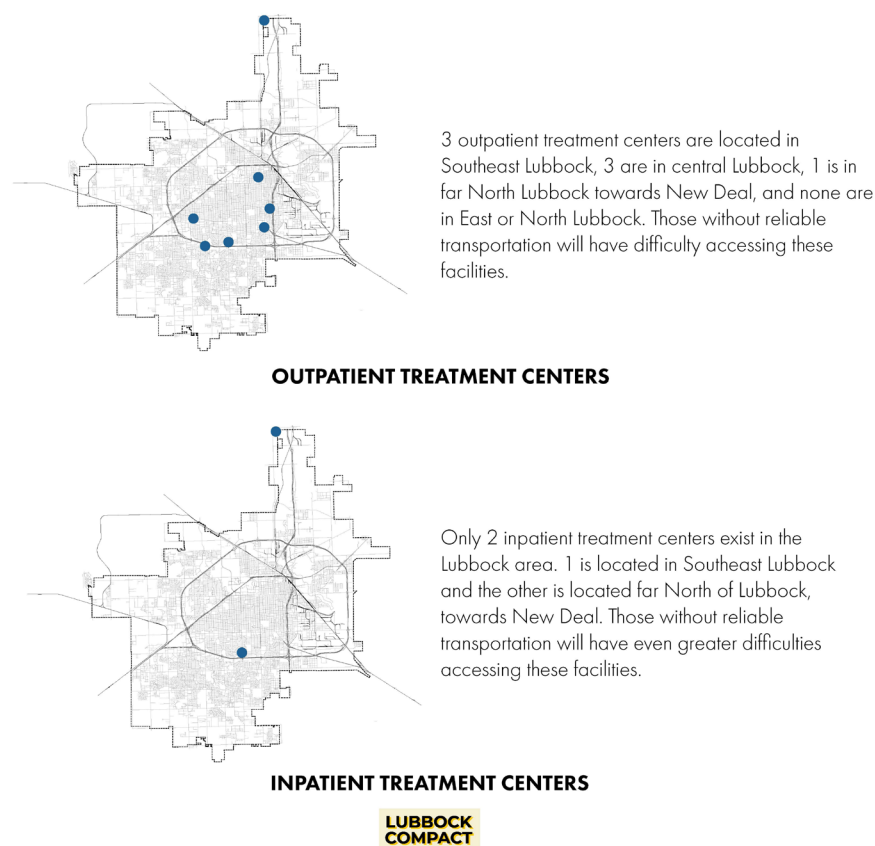 3 outpatient treatment centers are located in
Southeast Lubbock, 3 are in central Lubbock, 1 is in
far North Lubbock towards New Deal, and none are
in East or North Lubbock. Those without reliable
transportation will have difficulty accessing these
facilities.
OUTPATIENT TREATMENT CENTERS
Only 2 inpatient treatment centers exist in the
Lubbock area. 1 is located in Southeast Lubbock
and the other is located far North of Lubbock,
towards New Deal. Those without reliable
transportation will have even greater difficulties
accessing these facilities.
INPATIENT TREATMENT CENTERS
LUBBOCK
COMPACT